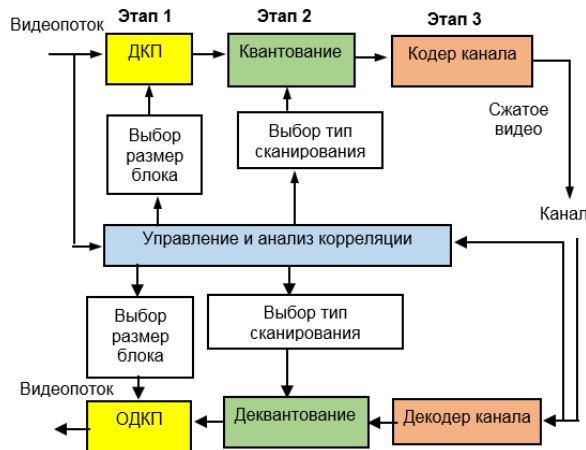 Этап 1
Этап 2
Этап 3
Видеопоток
ДКП
Квантование
Кодер канала
Выбор
размер
блока
Выбор тип
сканирования
Сжатое
видео
Канал
Управление и анализ корреляции
Выбор
размер
блока
Выбор тип
сканирования
Видеопоток
ОДКП
Деквантование
Декодер канала